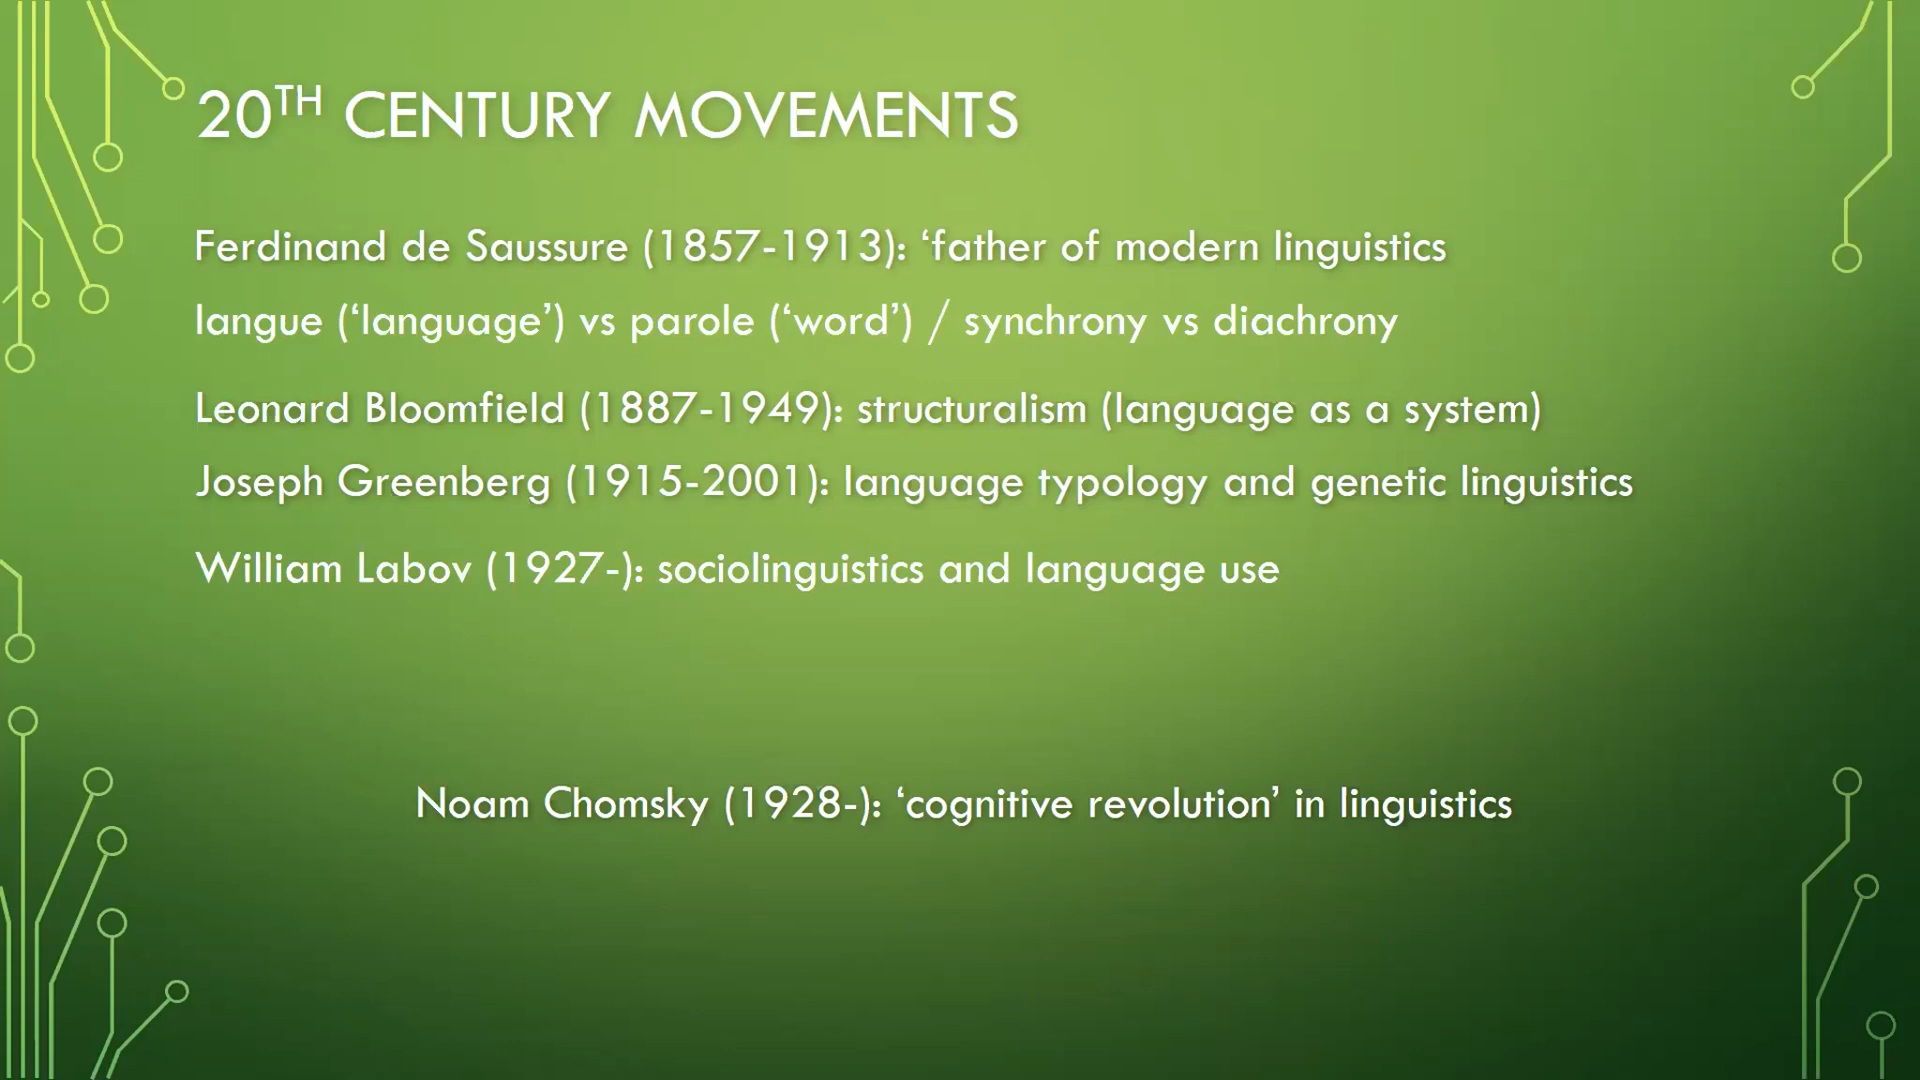 20TH CENTURY MOVEMENTS
Ferdinand de Saussure (1857-1913): ‘father of modern linguistics
langue (‘language’) vs parole (‘word’) / synchrony vs diachrony
Leonard Bloomfield (1887-1949): structuralism (language as a system)
Joseph Greenberg (1915-2001): language typology and genetic linguistics
William Labov (1927-): sociolinguistics and language use
Noam Chomsky (1928-): ‘cognitive revolution’ in linguistics